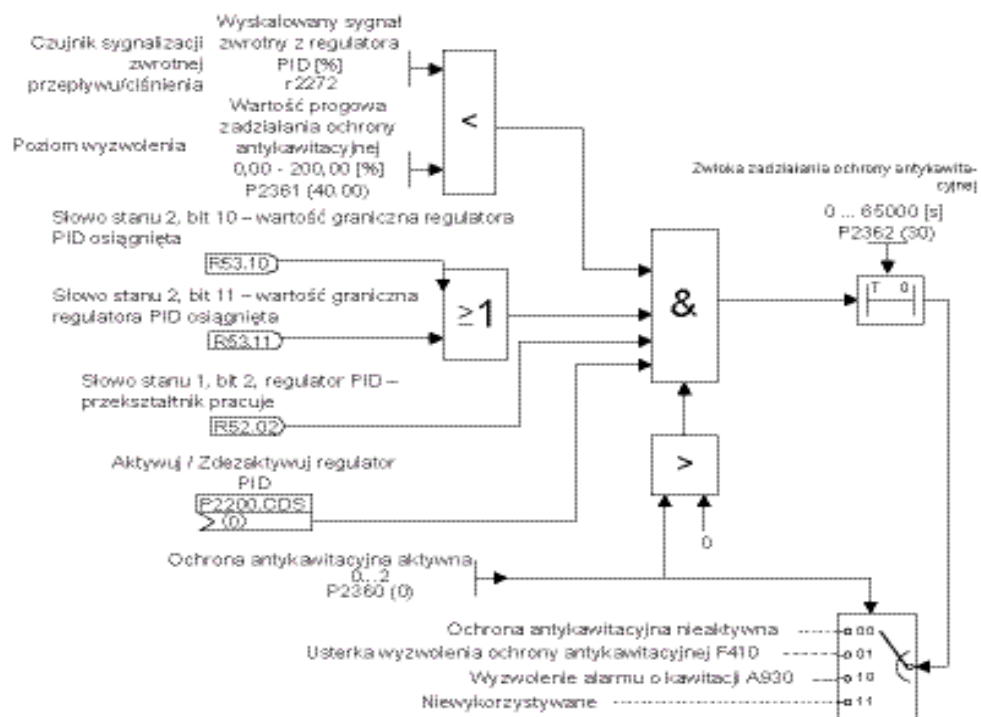 Wyskalowany sygnał
zwrotny z regulatora
PID [%]
r2272
Czujnik sygnalizacji
zwrotnej
przepływu/ciśnienia
Wartość progowa
zadziałania ochrony
antykawitacyjnej
0,00 - 200,00 [%]
P2361 (40.00)
Poziom wyzwolenia
<
Zwłoka zadziałania ochrony antykawita-
cyjnej
0 ... 65000 [s]
P2362 (30)
T 0
Słowo stanu 2, bit 10 – wartość graniczna regulatora
PID osiągnięta
R53.10
Słowo stanu 2, bit 11 – wartość graniczna
regulatora PID osiągnięta
R53.11
≥1
&
Słowo stanu 1, bit 2, regulator PID –
przekształtnik pracuje
R52.02
>
0
Aktywuj / Zdezaktywuj regulator
PID
P2200.CDS
(0)
Ochrona antykawitacyjna aktywna
0...2
P2360 (0)
Ochrona antykawitacyjna nieaktywna
00
Usterka wyzwolenia ochrony antykawitacyjnej F410
01
Wyzwolenie alarmu o kawitacji A930
10
Niewykorzystywane
11